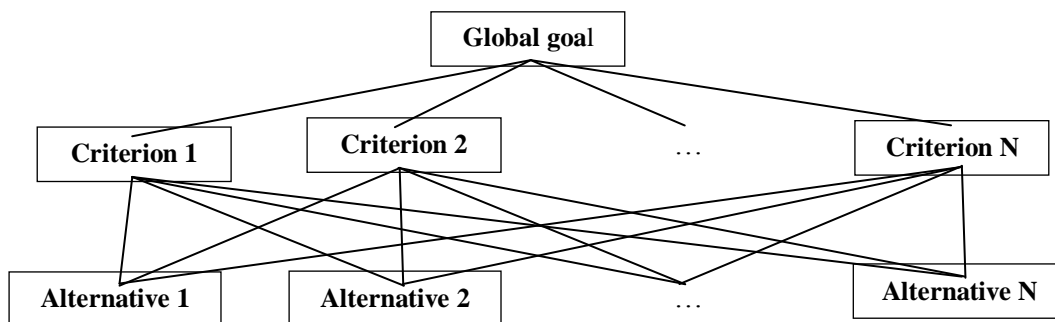 Global goal
Criterion 1
Criterion 2
...
Criterion N
Alternative 1
Alternative 2
...
Alternative N